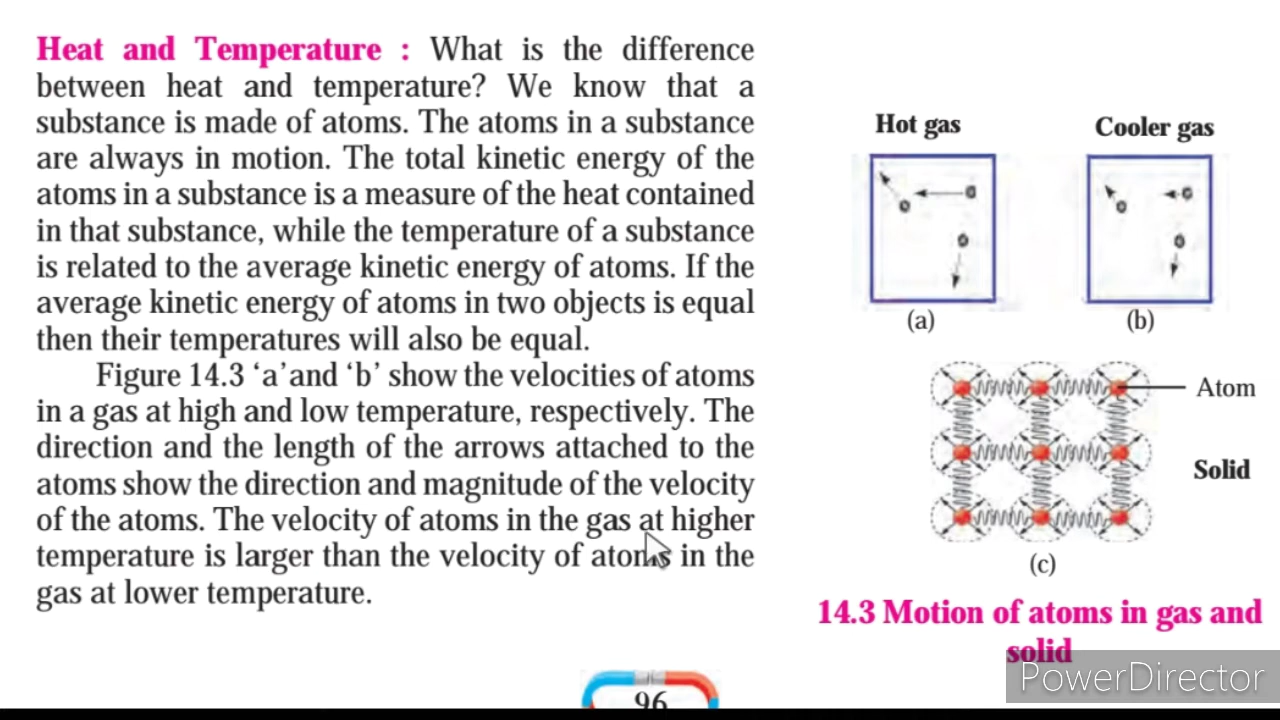 Heat and Temperature : What is the difference
between heat and temperature? We know that a
substance is made of atoms. The atoms in a substance
are always in motion. The total kinetic energy of the
atoms in a substance is a measure of the heat contained
in that substance, while the temperature of a substance
is related to the average kinetic energy of atoms. If the
average kinetic energy of atoms in two objects is equal
then their temperatures will also be equal.
Figure 14.3 ‘a’and ‘b’ show the velocities of atoms
in a gas at high and low temperature, respectively. The
direction and the length of the arrows attached to the
atoms show the direction and magnitude of the velocity
of the atoms. The velocity of atoms in the gas at higher
temperature is larger than the velocity of atoms in the
gas at lower temperature.
Hot gas
Cooler gas
(a)
(b)
Atom
Solid
(c)
14.3 Motion of atoms in gas and
solid
PowerDirector
96